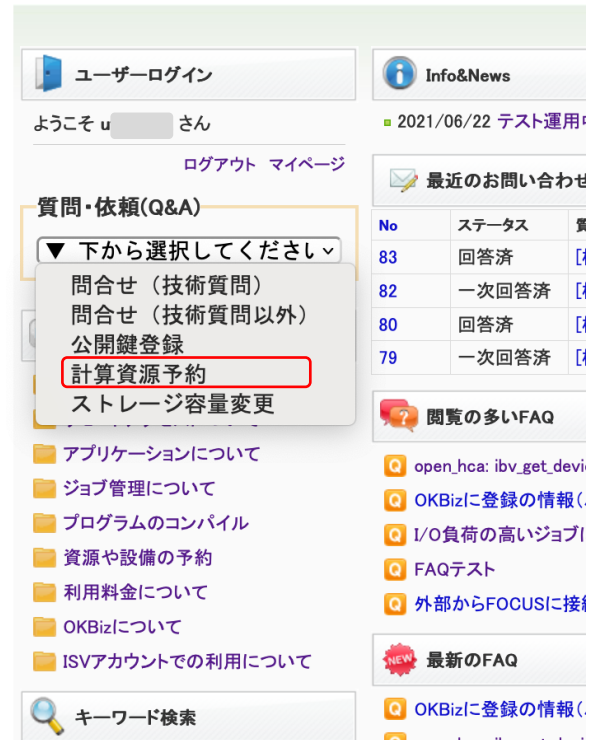 ユーザーログイン
ようこそ u さん
ログアウト マイページ
質問・依頼(Q&A)
▼ 下から選択してください
問合せ（技術質問）
問合せ（技術質問以外）
公開鍵登録
計算資源予約
ストレージ容量変更
アプリケーションについて
ジョブ管理について
プログラムのコンパイル
資源や設備の予約
利用料金について
OKBizについて
ISVアカウントでの利用について
キーワード検索
Info&News
2021/06/22 テスト運用
最近のお問い合わせ
No ステータス
83 回答済
82 一次回答済
80 回答済
79 一次回答済
閲覧の多いFAQ
Q open_hca: ibv_get_devi
Q OKBizに登録の情報(
Q I/O負荷の高いジョブ
Q FAQテスト
Q 外部からFOCUSに接
NEW 最新のFAQ
Q OKBizに登録の情報(